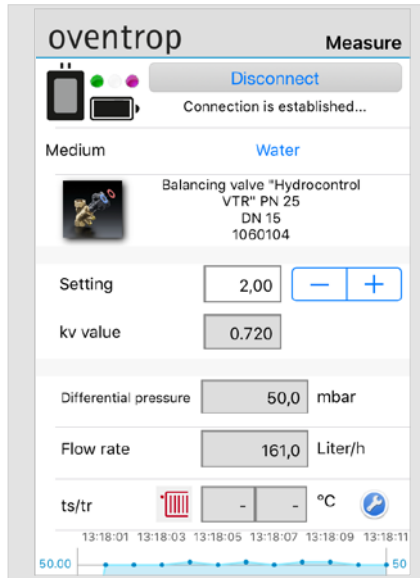 oventrop
Measure
Disconnect
Connection is established...
Medium Water
Balancing valve "Hydrocontrol
VTR" PN 25
DN 15
1060104
Setting 2,00 − +
kv value 0.720
Differential pressure 50,0 mbar
Flow rate 161,0 Liter/h
ts/tr - - °C
13:18:01 13:18:03 13:18:05 13:18:07 13:18:09 13:18:11
50.00 50